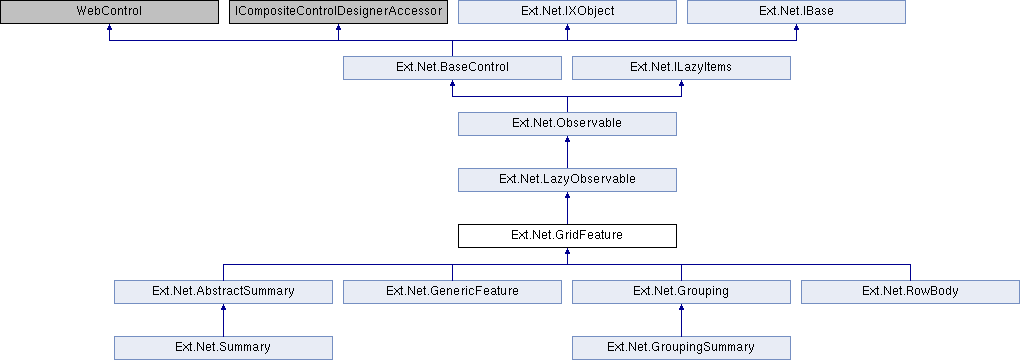 WebControl
ICompositeControlDesignerAccessor
Ext.Net.IXObject
Ext.Net.IBase
Ext.Net.BaseControl
Ext.Net.ILazyItems
Ext.Net.Observable
Ext.Net.LazyObservable
Ext.Net.GridFeature
Ext.Net.AbstractSummary
Ext.Net.GenericFeature
Ext.Net.Grouping
Ext.Net.RowBody
Ext.Net.Summary
Ext.Net.GroupingSummary